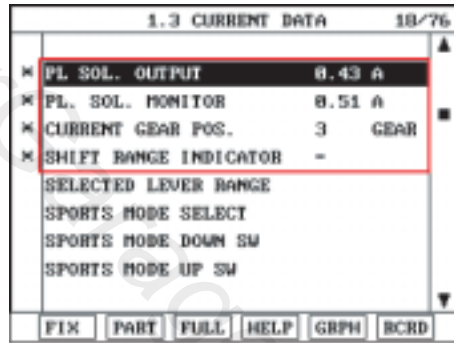 1.3 CURRENT DATA 18/76
* PL SOL. OUTPUT 0.43 A
* PL. SOL. MONITOR 0.51 A
* CURRENT GEAR POS. 3 GEAR
* SHIFT RANGE INDICATOR -
SELECTED LEVER RANGE
SPORTS MODE SELECT
SPORTS MODE DOWN SW
SPORTS MODE UP SW
FIX PART FULL HELP GRPH RCRD